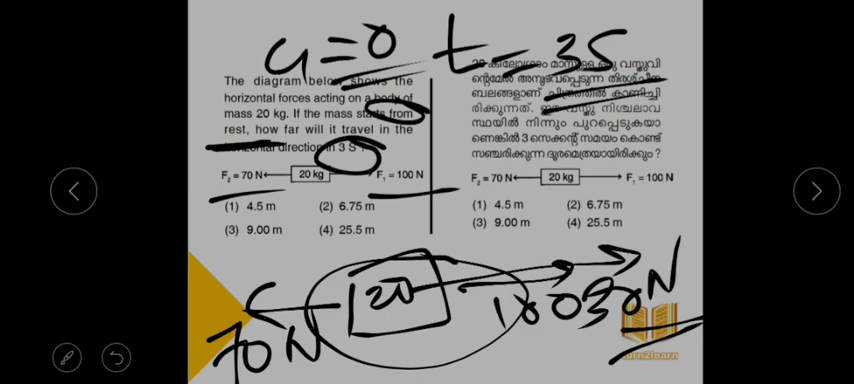 u = 0 t = 3S
The diagram below shows the
horizontal forces acting on a body of
mass 20 kg. If the mass starts from
rest, how far will it travel in the
horizontal direction in 3 S
F₂ = 70 N 20 kg F₁ = 100 N
(1) 4.5 m (2) 6.75 m
(3) 9.00 m (4) 25.5 m
20 കിലോഗ്രാം മാസുള്ള ഒരു വസ്തുവി
ന്റെമേൽ അനുഭവപ്പെടുന്ന തിരശ്ചീന
ബലങ്ങളാണ് ചിത്രത്തിൽ കാണിച്ചി
രിക്കുന്നത്. ഈ വസ്തു നിശ്ചലാവ
സ്ഥയിൽ നിന്നും പുറപ്പെടുകയാ
ണെങ്കിൽ 3 സെക്കന്റ് സമയം കൊണ്ട്
സഞ്ചരിക്കുന്ന ദൂരമെത്രയായിരിക്കും ?
F₂ = 70 N 20 kg F₁ = 100 N
(1) 4.5 m (2) 6.75 m
(3) 9.00 m (4) 25.5 m
70 N 20 100 30N